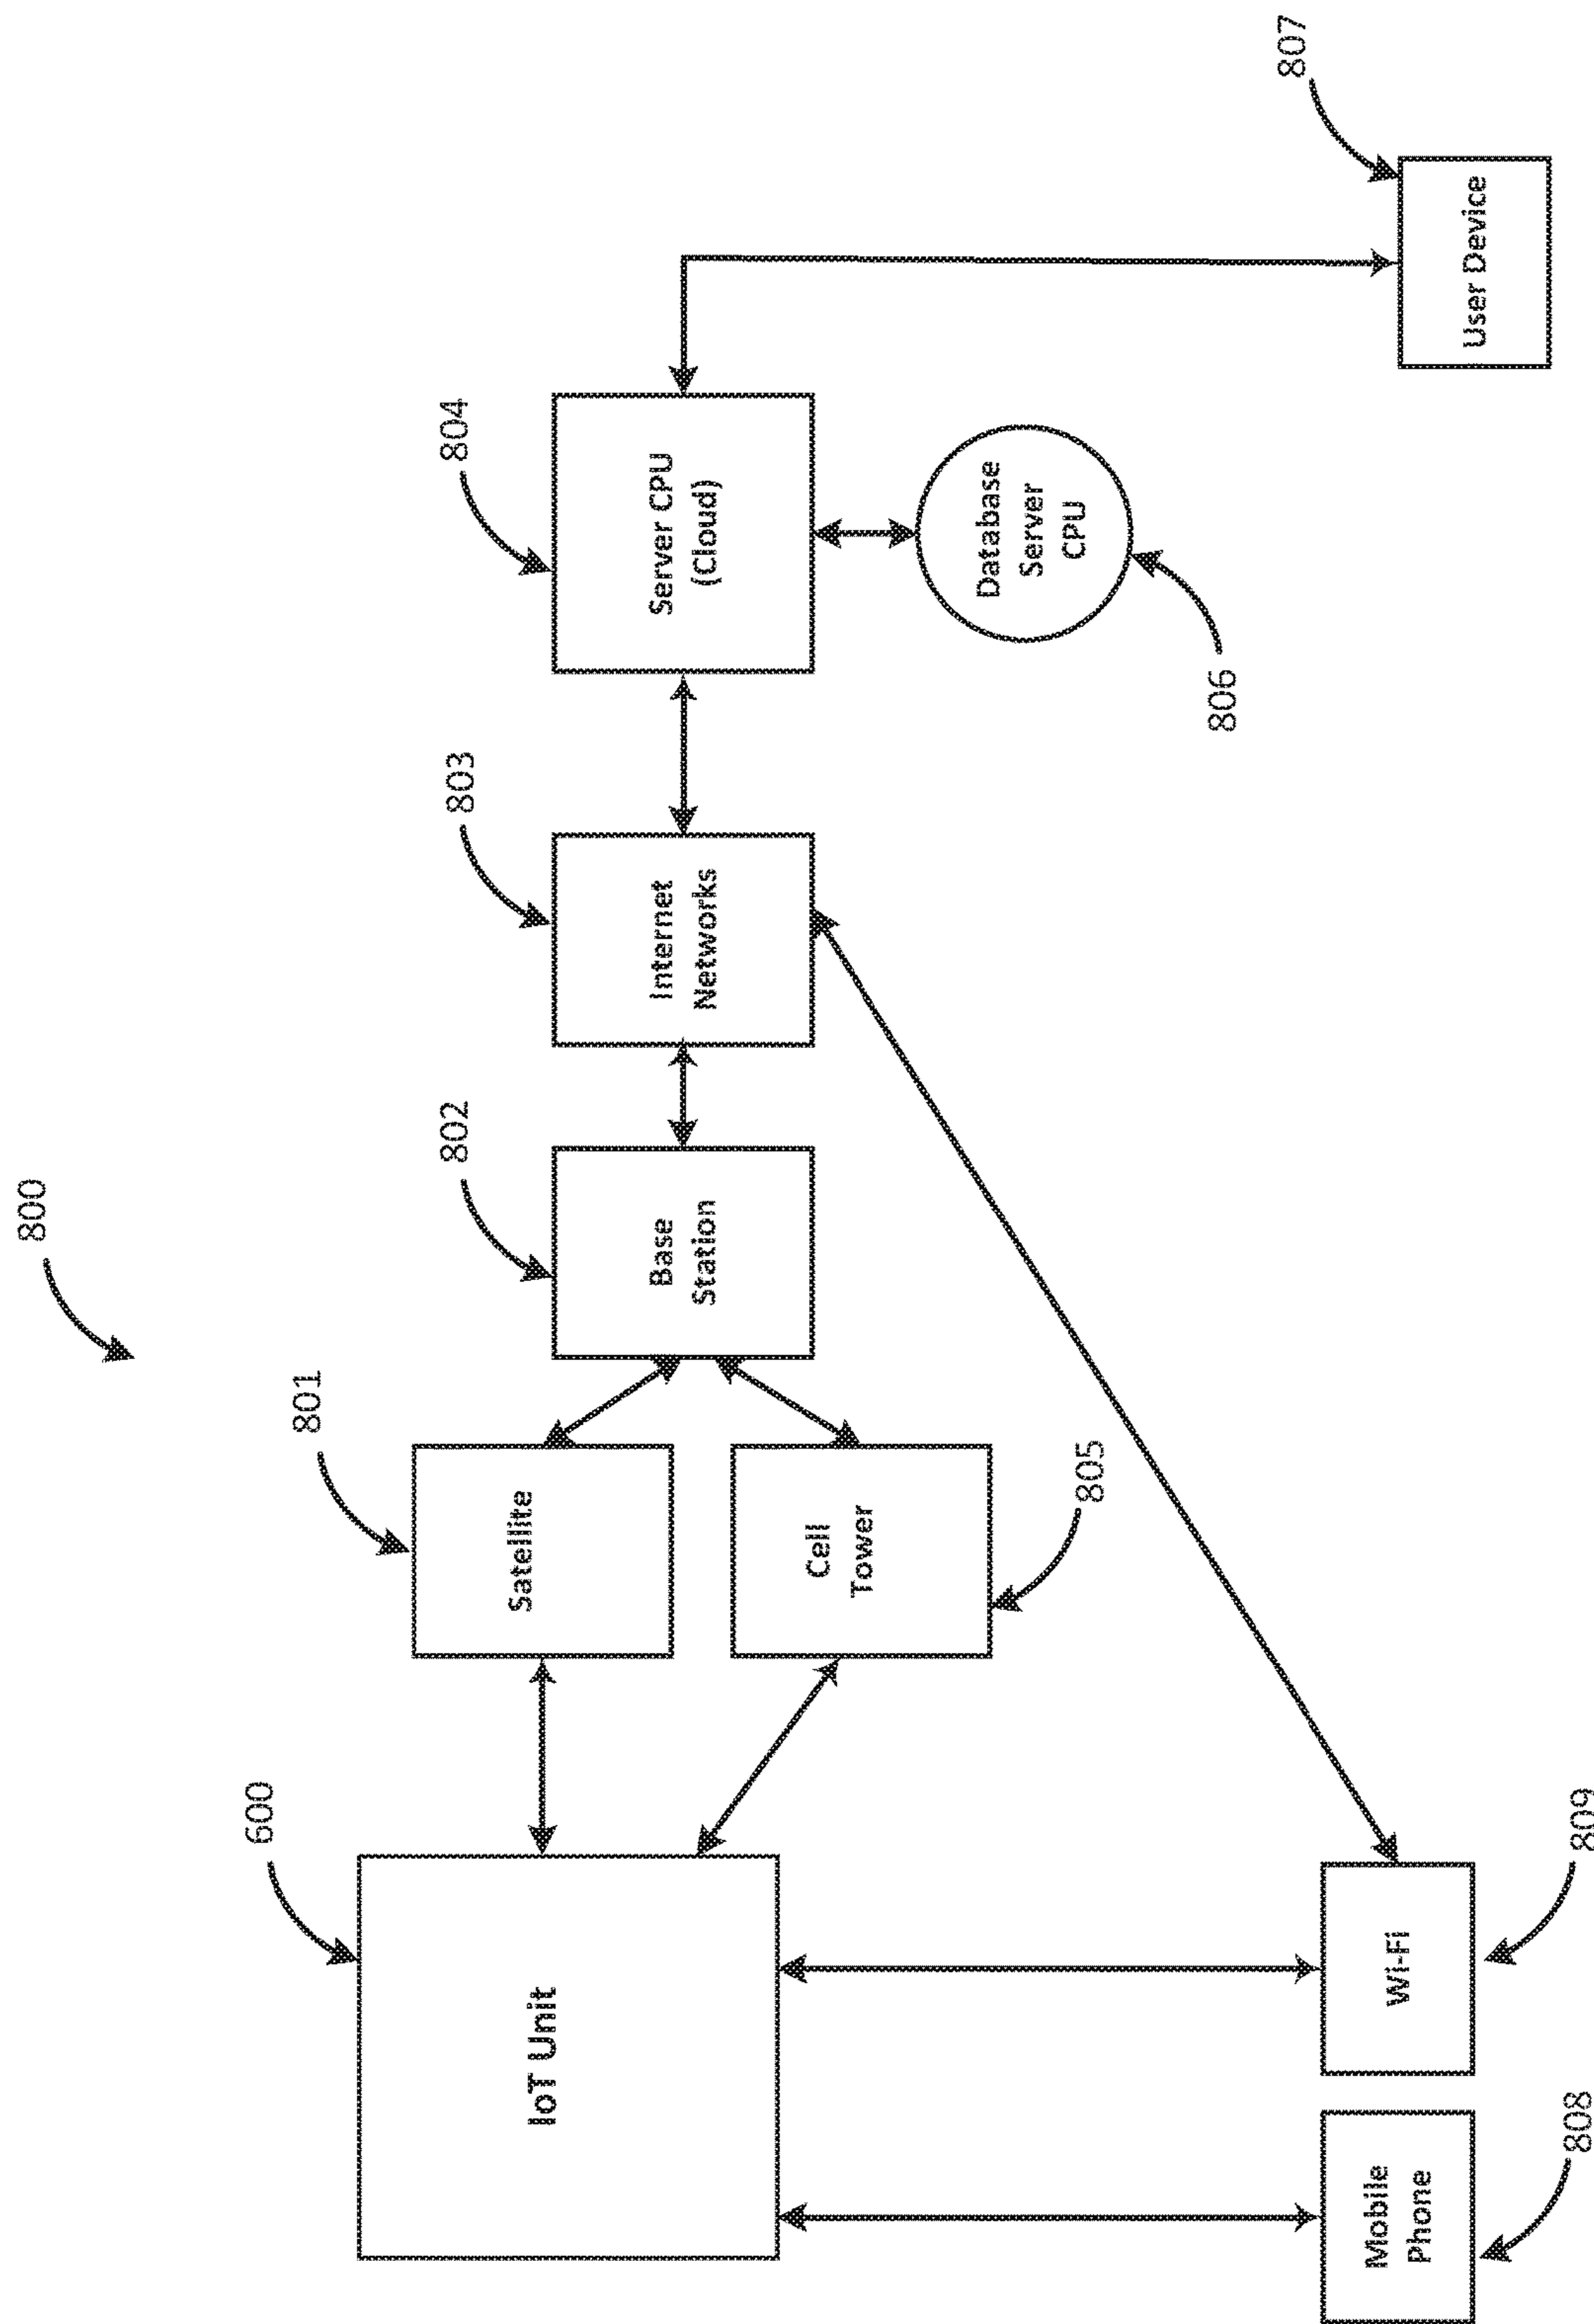 800
600
IoT Unit
801
Satellite
Cell
Tower
805
802
Base
Station
803
Internet
Networks
804
Server CPU
(Cloud)
Database
Server
CPU
806
807
User Device
Mobile
Phone
808
Wi-Fi
809